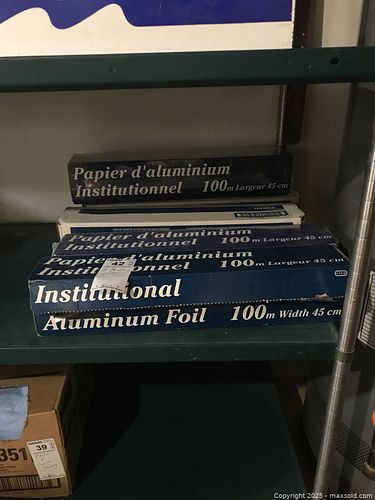 Papier d'aluminium
Institutionnel 100m Largeur 45 cm
Papier d'aluminium
Institutionnel 100m Largeur 45 cm
Papier d'aluminium
Institutionnel 100m Largeur 45 cm
Institutional
Aluminum Foil 100m Width 45 cm
351
39
Copyright © 2025 - maxsold.com